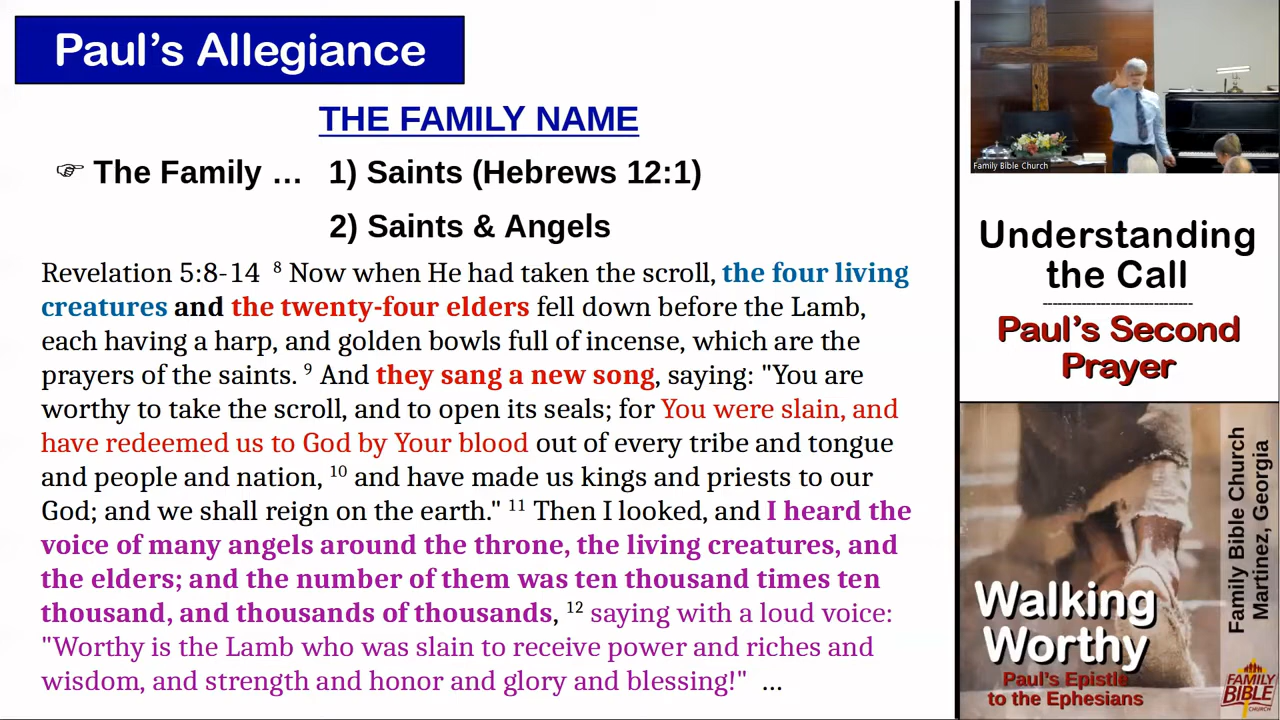 Paul's Allegiance
THE FAMILY NAME
☞ The Family … 1) Saints (Hebrews 12:1)
2) Saints & Angels
Revelation 5:8-14 8 Now when He had taken the scroll, the four living
creatures and the twenty-four elders fell down before the Lamb,
each having a harp, and golden bowls full of incense, which are the
prayers of the saints. 9 And they sang a new song, saying: "You are
worthy to take the scroll, and to open its seals; for You were slain, and
have redeemed us to God by Your blood out of every tribe and tongue
and people and nation, 10 and have made us kings and priests to our
God; and we shall reign on the earth." 11 Then I looked, and I heard the
voice of many angels around the throne, the living creatures, and
the elders; and the number of them was ten thousand times ten
thousand, and thousands of thousands, 12 saying with a loud voice:
"Worthy is the Lamb who was slain to receive power and riches and
wisdom, and strength and honor and glory and blessing!" …
Family Bible Church
Understanding
the Call
------------------------------
Paul's Second
Prayer
Family Bible Church
Martinez, Georgia
Walking
Worthy
Paul's Epistle
to the Ephesians
FAMILY
BIBLE
CHURCH